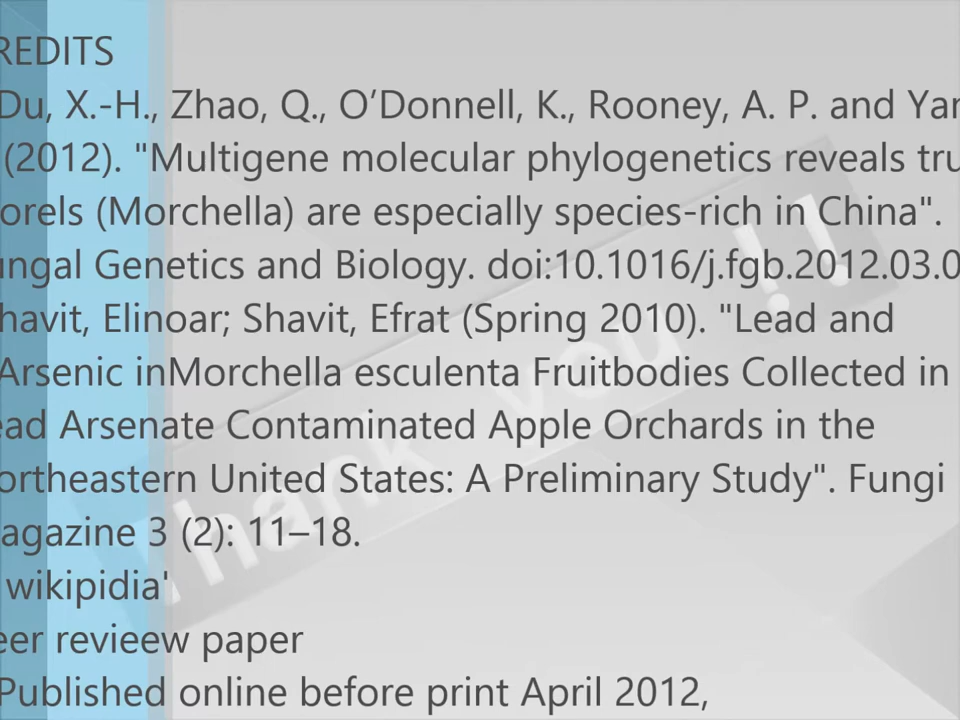 REDITS
Du, X.-H., Zhao, Q., O’Donnell, K., Rooney, A. P. and Yan
(2012). "Multigene molecular phylogenetics reveals tru
orels (Morchella) are especially species-rich in China".
ungal Genetics and Biology. doi:10.1016/j.fgb.2012.03.0
havit, Elinoar; Shavit, Efrat (Spring 2010). "Lead and
Arsenic inMorchella esculenta Fruitbodies Collected in
ead Arsenate Contaminated Apple Orchards in the
ortheastern United States: A Preliminary Study". Fungi
agazine 3 (2): 11–18.
wikipidia'
eer revieew paper
Published online before print April 2012,
Thank you !!